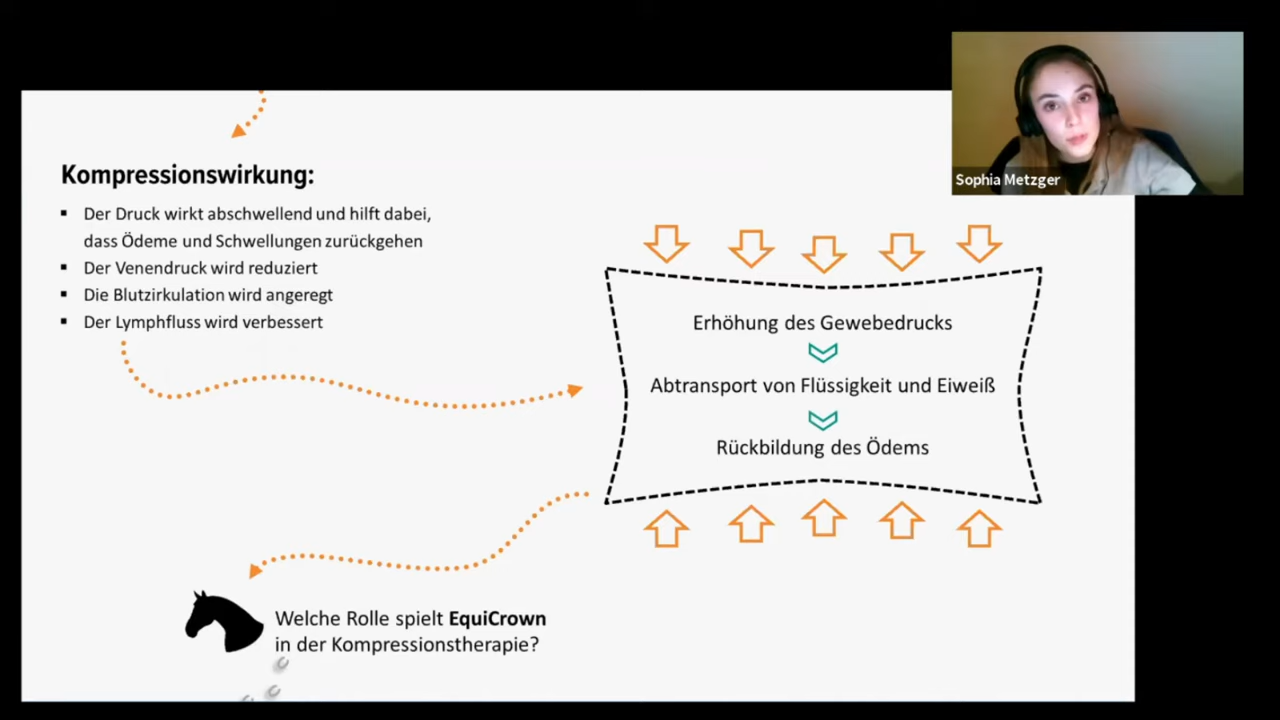 Kompressionswirkung:
▪ Der Druck wirkt abschwellend und hilft dabei,
dass Ödeme und Schwellungen zurückgehen
▪ Der Venendruck wird reduziert
▪ Die Blutzirkulation wird angeregt
▪ Der Lymphfluss wird verbessert
Erhöhung des Gewebedrucks
Abtransport von Flüssigkeit und Eiweiß
Rückbildung des Ödems
Welche Rolle spielt EquiCrown
in der Kompressionstherapie?
Sophia Metzger